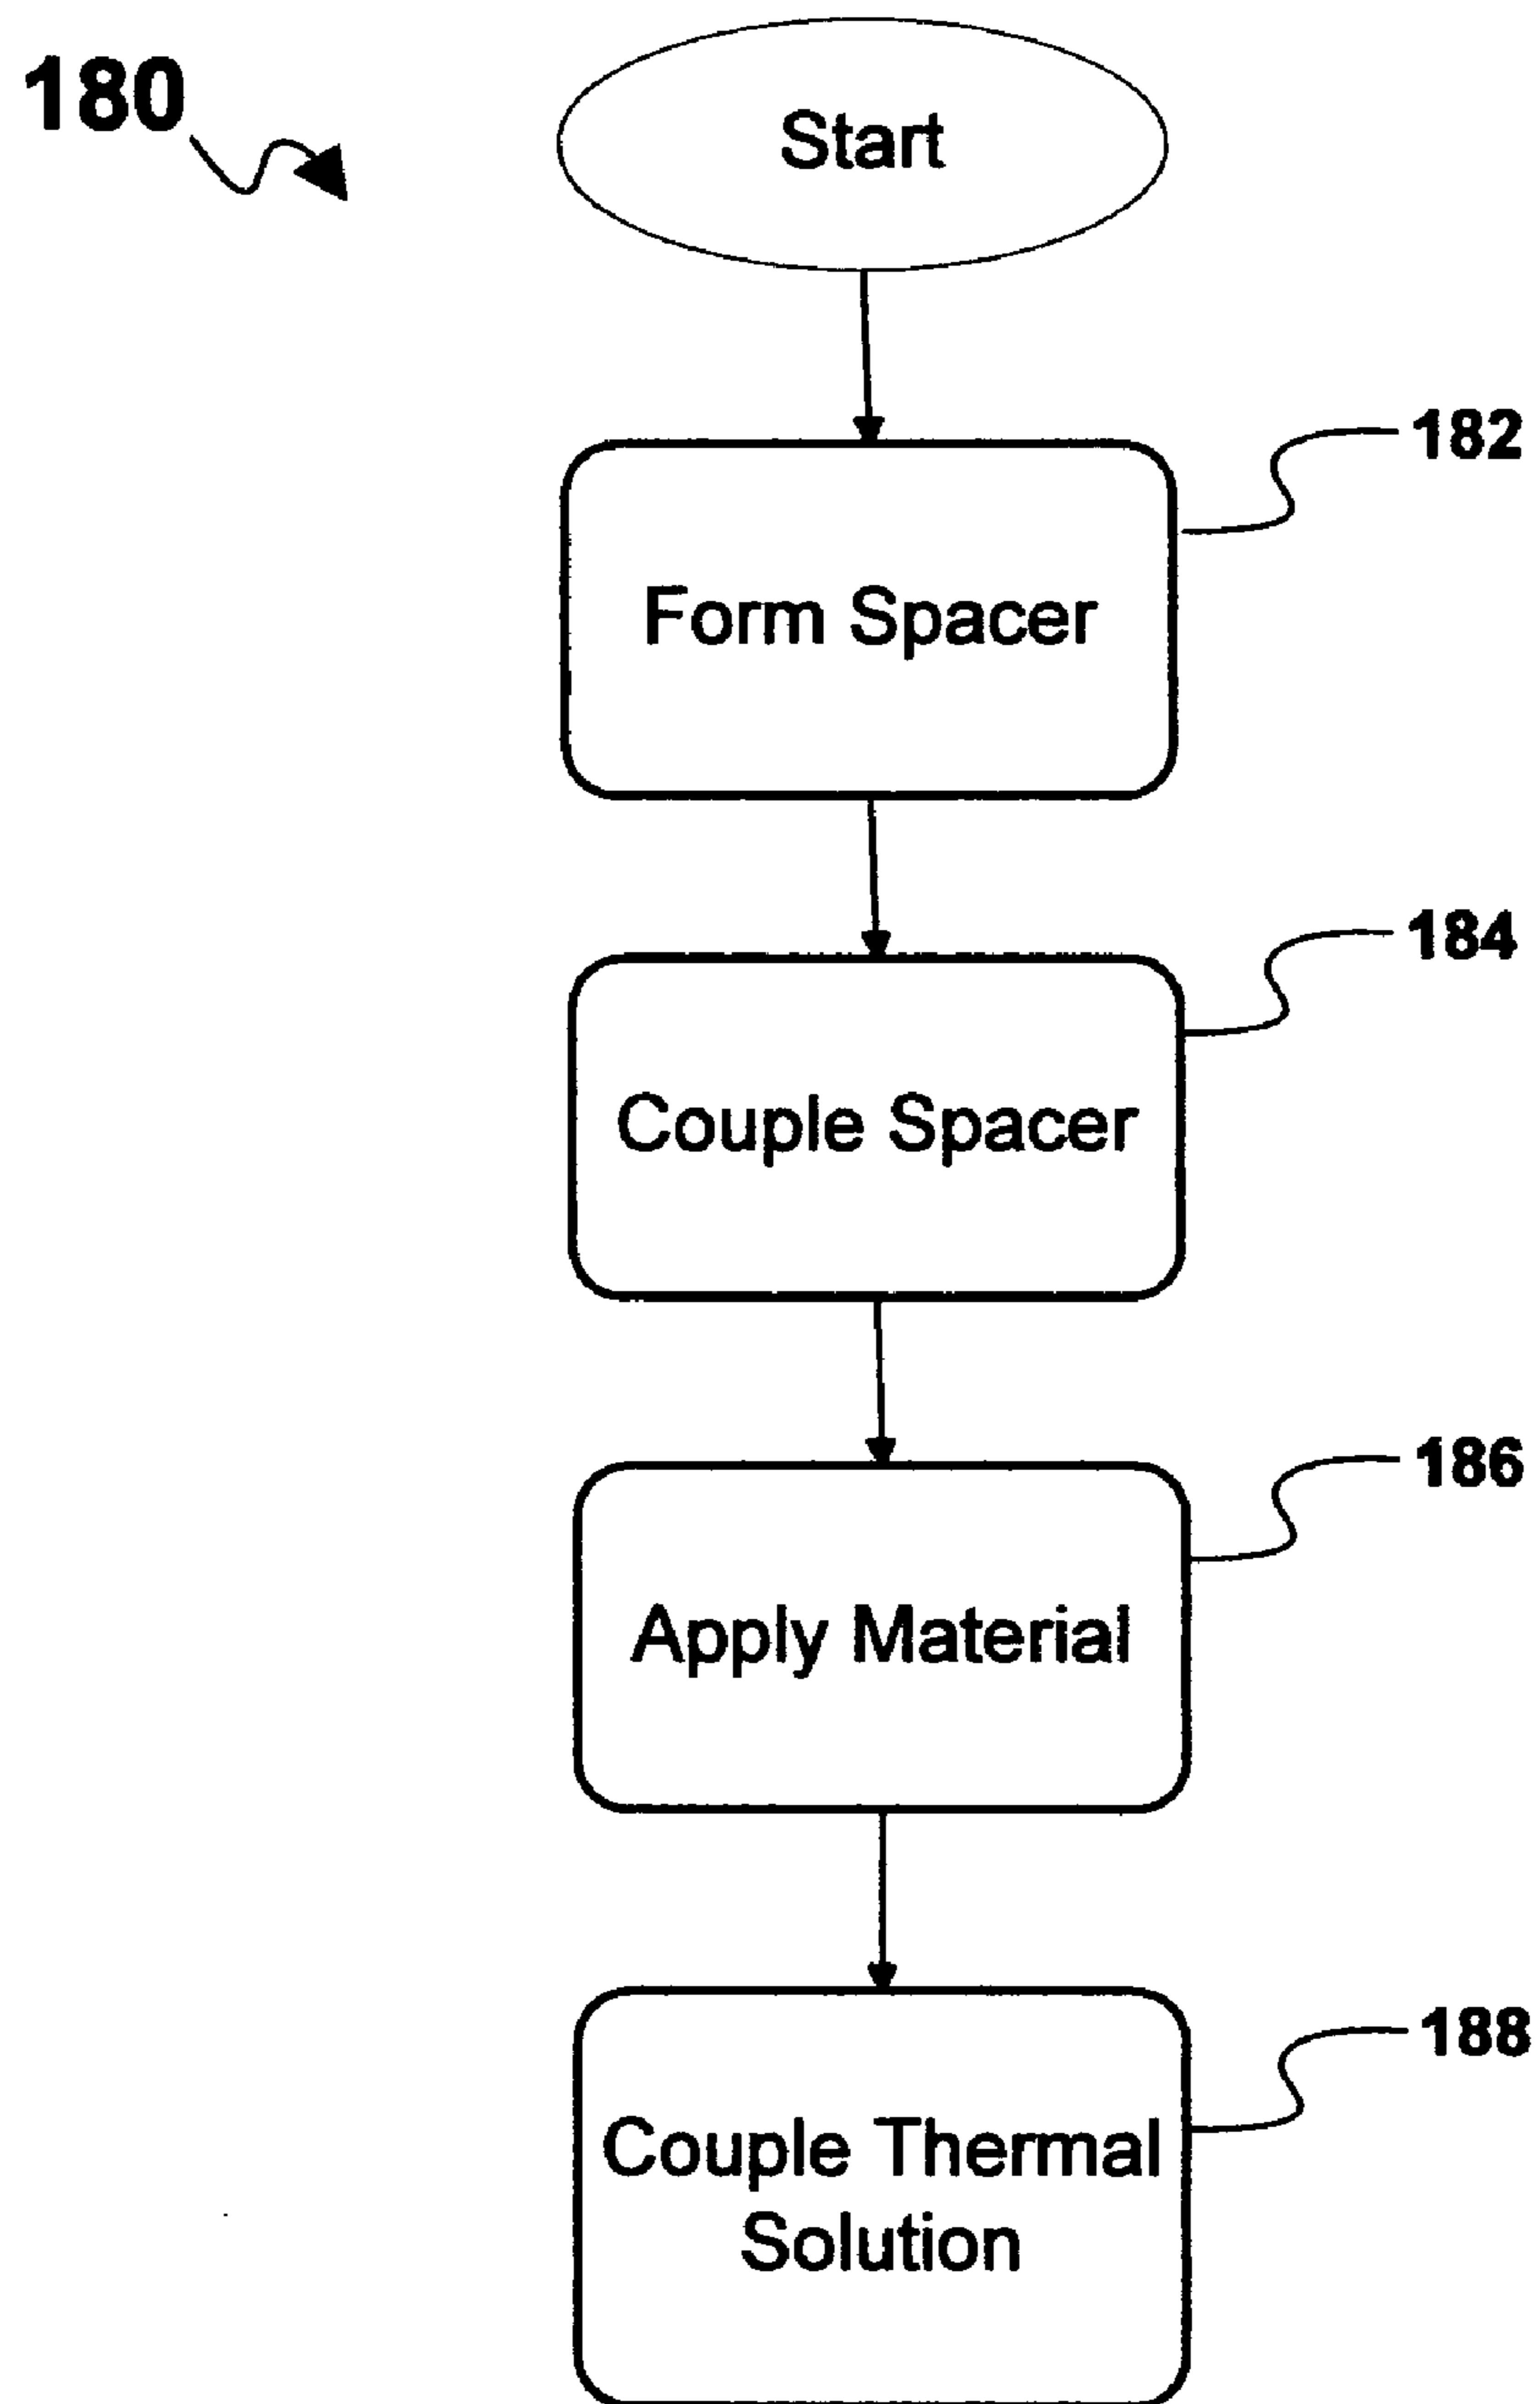 180
Start
182
Form Spacer
184
Couple Spacer
186
Apply Material
188
Couple Thermal
Solution